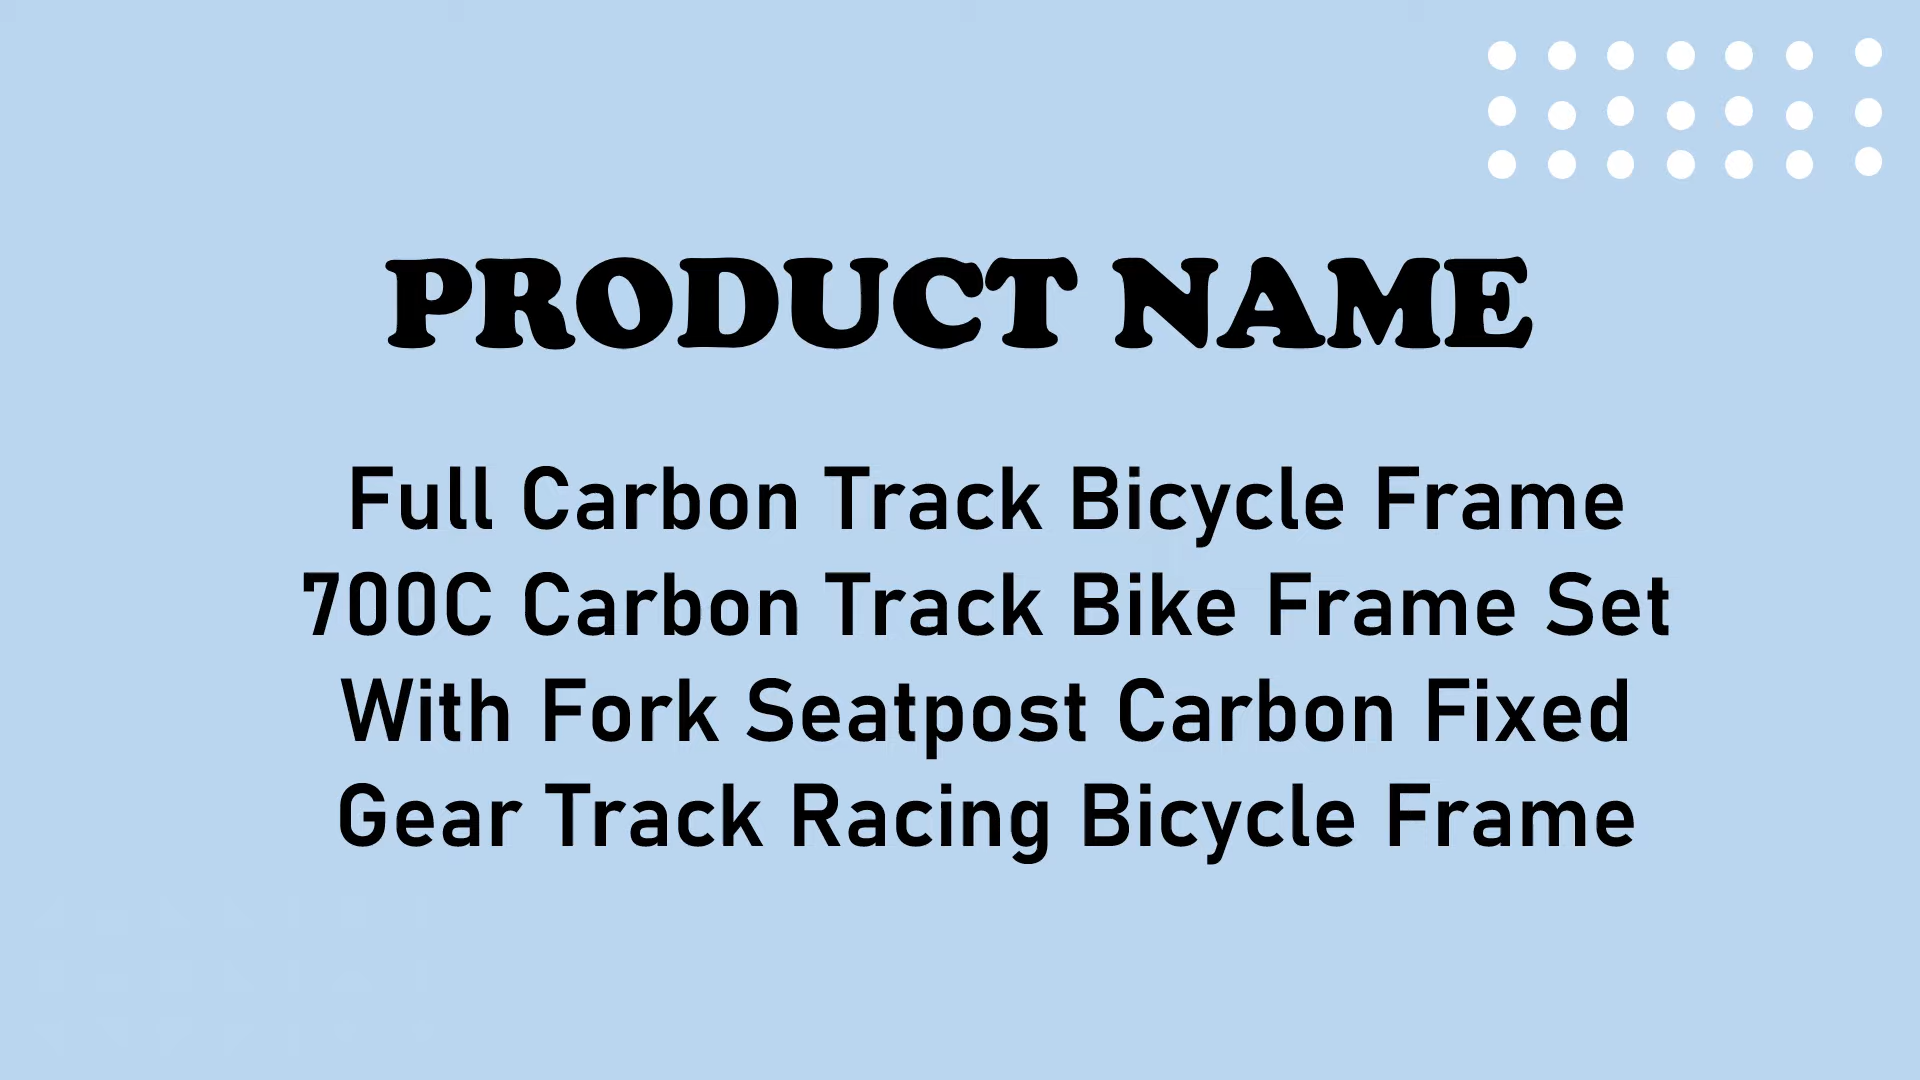 PRODUCT NAME
Full Carbon Track Bicycle Frame
700C Carbon Track Bike Frame Set
With Fork Seatpost Carbon Fixed
Gear Track Racing Bicycle Frame